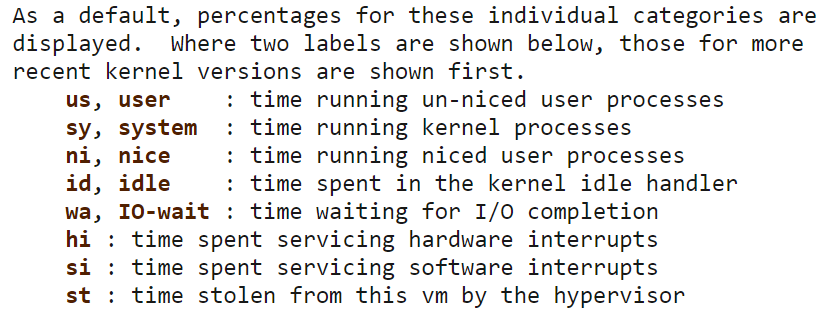 As a default, percentages for these individual categories are
displayed.  Where two labels are shown below, those for more
recent kernel versions are shown first.
    us, user    : time running un-niced user processes
    sy, system  : time running kernel processes
    ni, nice    : time running niced user processes
    id, idle    : time spent in the kernel idle handler
    wa, IO-wait : time waiting for I/O completion
    hi : time spent servicing hardware interrupts
    si : time spent servicing software interrupts
    st : time stolen from this vm by the hypervisor